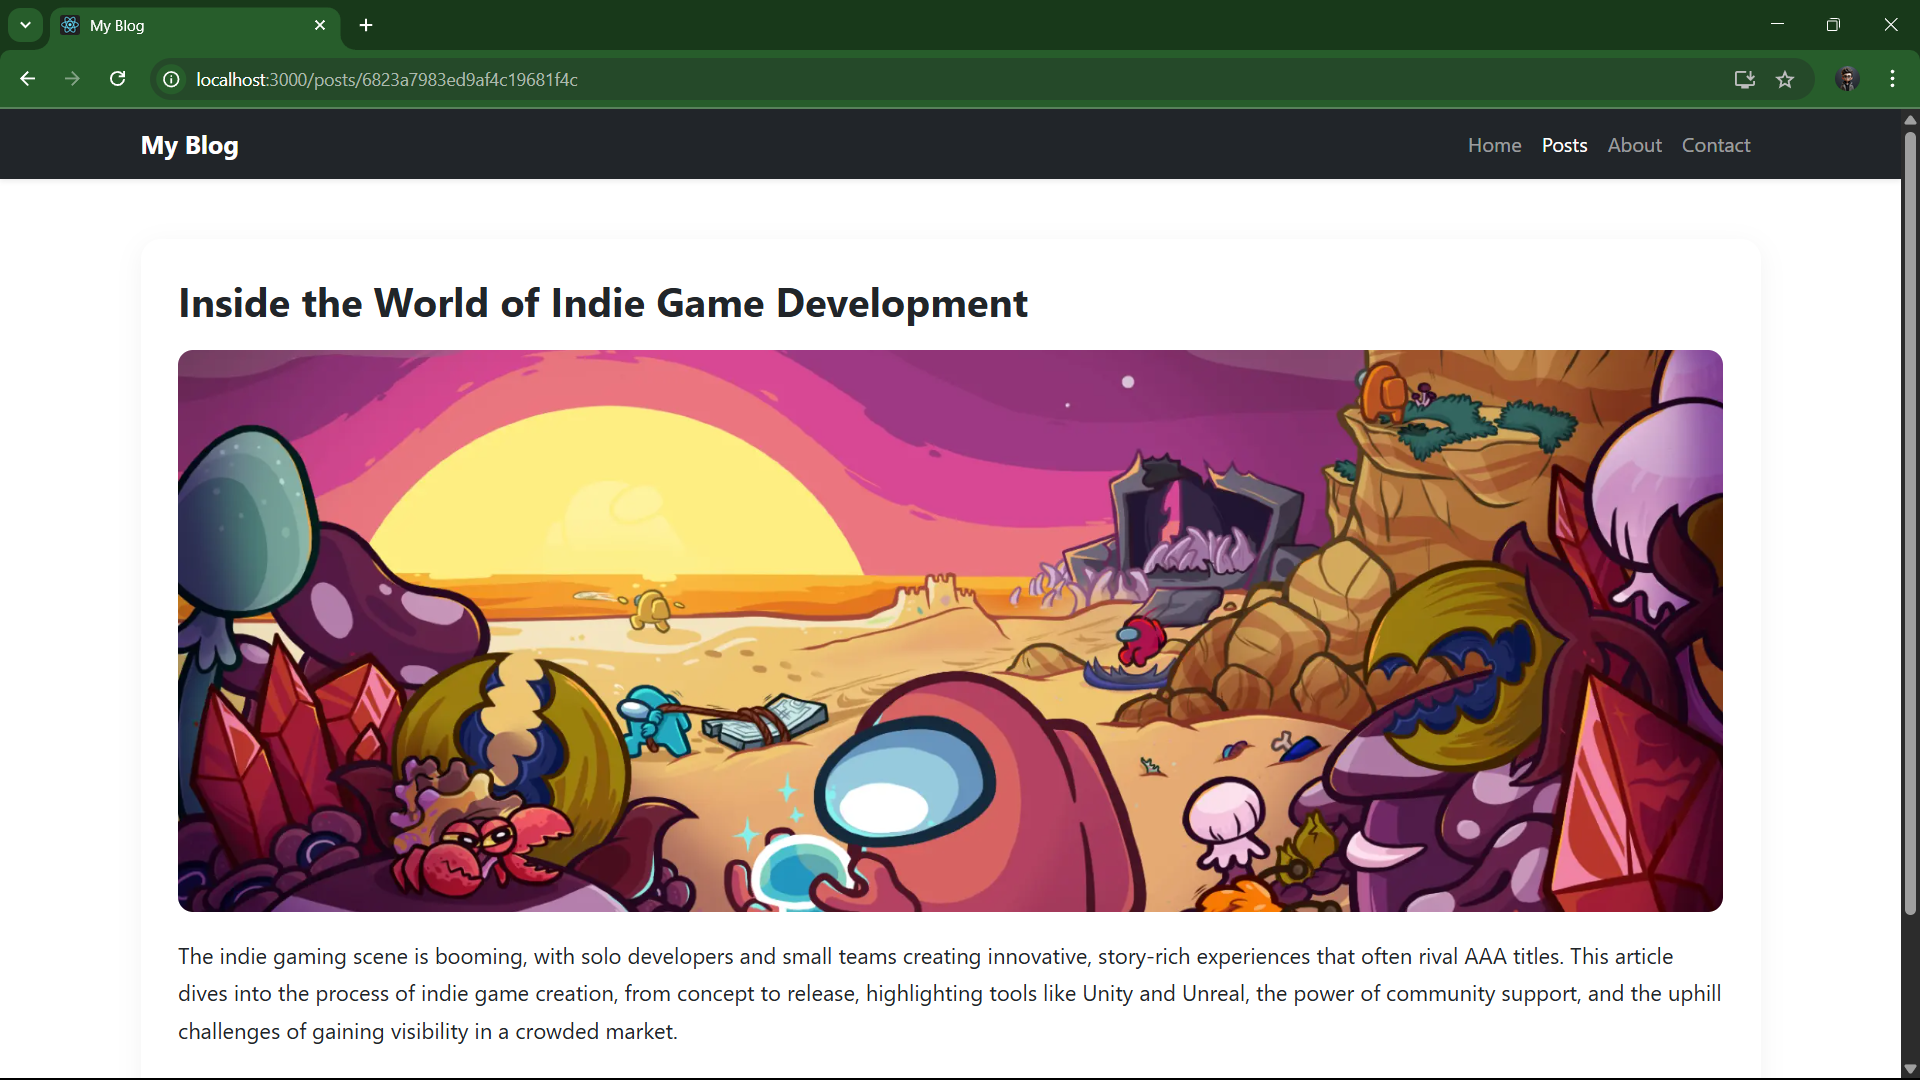 My Blog
localhost:3000/posts/6823a7983ed9af4c19681f4c
My Blog
Home Posts About Contact
Inside the World of Indie Game Development
The indie gaming scene is booming, with solo developers and small teams creating innovative, story-rich experiences that often rival AAA titles. This article
dives into the process of indie game creation, from concept to release, highlighting tools like Unity and Unreal, the power of community support, and the uphill
challenges of gaining visibility in a crowded market.